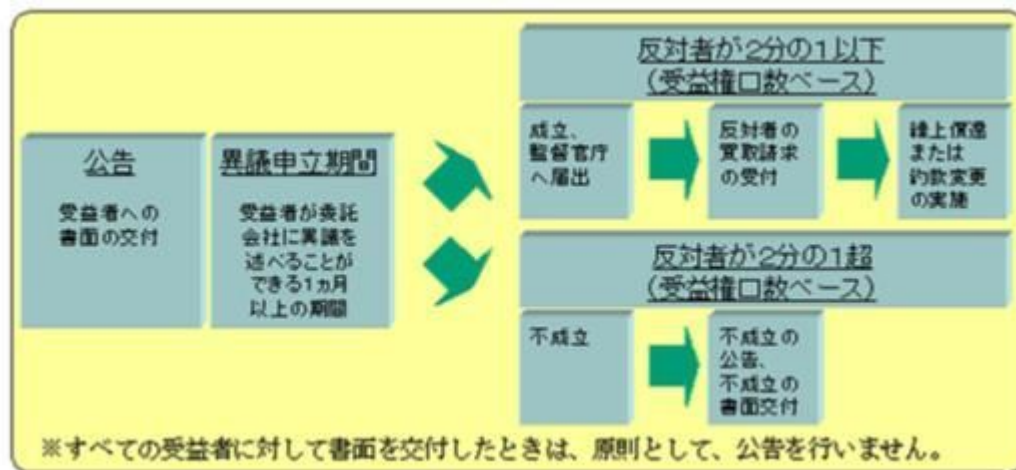 公告
受益者への
書面の交付
異議申立期間
受益者が委託
会社に異議を
述べることが
できる1ヵ月
以上の期間
反対者が2分の1以下
(受益権口数ベース)
成立、
監督官庁
へ届出
反対者の
買取請求
の受付
繰上償還
または
約款変更
の実施
反対者が2分の1超
(受益権口数ベース)
不成立
不成立の
公告、
不成立の
書面交付
※すべての受益者に対して書面を交付したときは、原則として、公告を行いません。